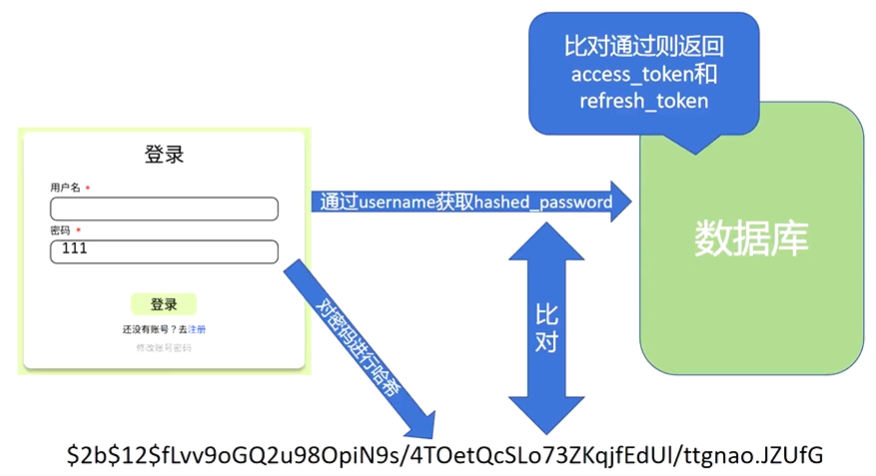 比对通过则返回
access_token和
refresh_token
登录
用户名 *
密码 *
111
登录
还没有账号？去注册
修改账号密码
通过username获取hashed_password
数据库
对密码进行哈希
比
对
$2b$12$fLvv9oGQ2u98OpiN9s/4TOetQcSLo73ZKqjfEdUl/ttgnao.JZUfG